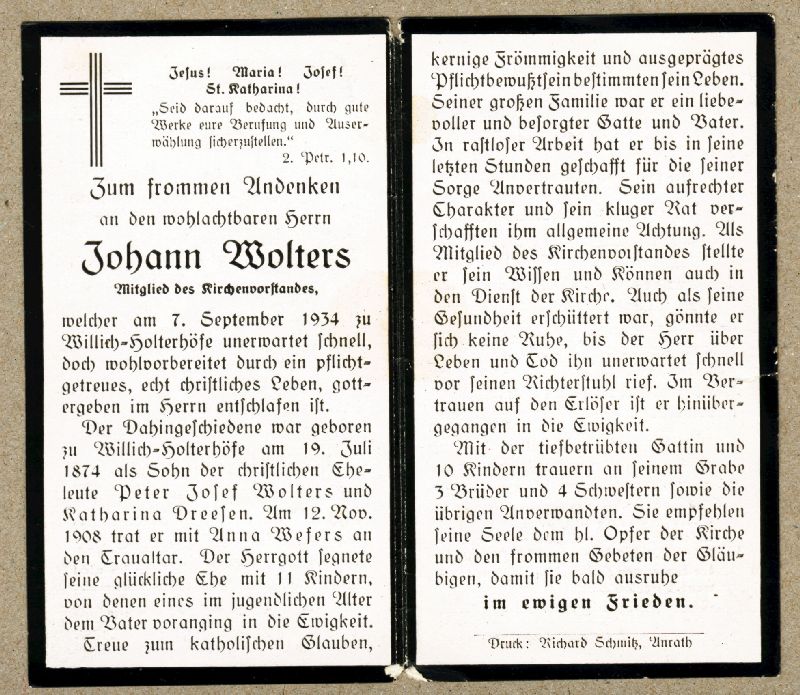 Jesus! Maria! Josef!
St. Katharina!
„Seid darauf bedacht, durch gute
Werke eure Berufung und Auser-
wählung sicherzustellen.“
2. Petr. 1,10.
Zum frommen Andenken
an den wohlachtbaren Herrn
Johann Wolters
Mitglied des Kirchenvorstandes,
welcher am 7. September 1934 zu
Willich-Holterhöfe unerwartet schnell,
doch wohlvorbereitet durch ein pflicht-
getreues, echt christliches Leben, gott-
ergeben im Herrn entschlafen ist.
Der Dahingeschiedene war geboren
zu Willich-Holterhöfe am 19. Juli
1874 als Sohn der christlichen Ehe-
leute Peter Josef Wolters und
Katharina Dreesen. Am 12. Nov.
1908 trat er mit Anna Wefers an
den Traualtar. Der Herrgott segnete
seine glückliche Ehe mit 11 Kindern,
von denen eines im jugendlichen Alter
dem Vater voranging in die Ewigkeit.
Treue zum katholischen Glauben,
kernige Frömmigkeit und ausgeprägtes
Pflichtbewußtsein bestimmten sein Leben.
Seiner großen Familie war er ein liebe-
voller und besorgter Gatte und Vater.
In rastloser Arbeit hat er bis in seine
letzten Stunden geschafft für die seiner
Sorge Anvertrauten. Sein aufrechter
Charakter und sein kluger Rat ver-
schafften ihm allgemeine Achtung. Als
Mitglied des Kirchenvorstandes stellte
er sein Wissen und Können auch in
den Dienst der Kirche. Auch als seine
Gesundheit erschüttert war, gönnte er
sich keine Ruhe, bis der Herr über
Leben und Tod ihn unerwartet schnell
vor seinen Richterstuhl rief. Im Ver-
trauen auf den Erlöser ist er hinüber-
gegangen in die Ewigkeit.
Mit der tiefbetrübten Gattin und
10 Kindern trauern an seinem Grabe
3 Brüder und 4 Schwestern sowie die
übrigen Anverwandten. Sie empfehlen
seine Seele dem hl. Opfer der Kirche
und den frommen Gebeten der Gläu-
bigen, damit sie bald ausruhe
im ewigen Frieden.
Druck: Richard Schmitz, Anrath